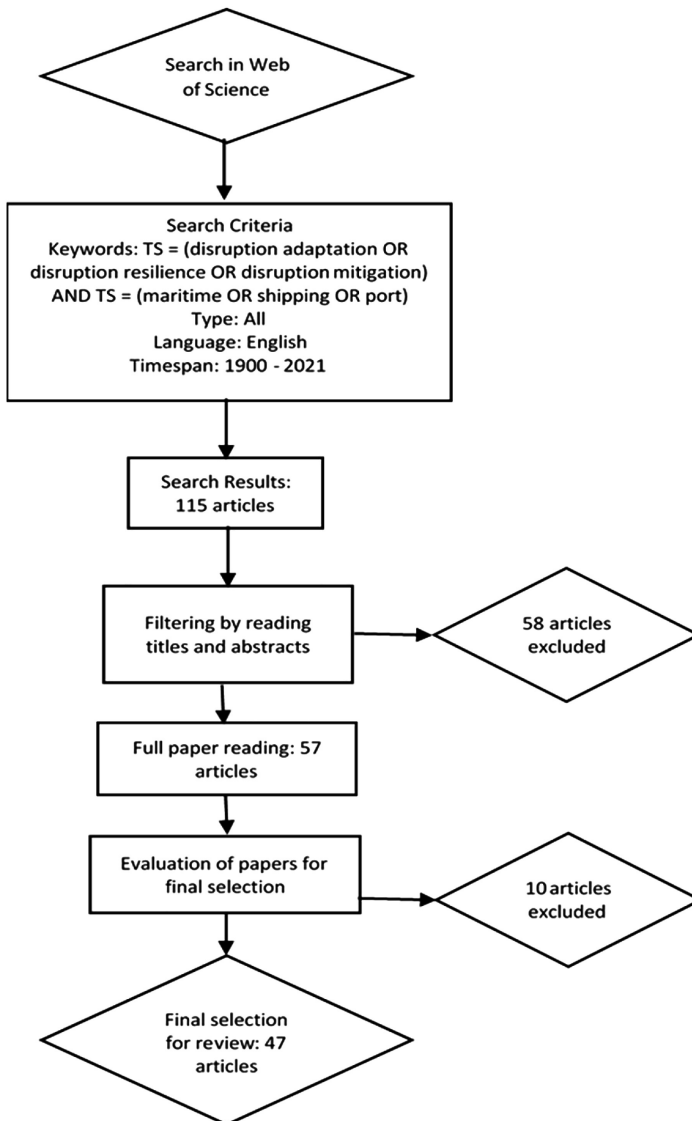 Search in Web
of Science
Search Criteria
Keywords: TS = (disruption adaptation OR
disruption resilience OR disruption mitigation)
AND TS = (maritime OR shipping OR port)
Type: All
Language: English
Timespan: 1900 - 2021
Search Results:
115 articles
Filtering by reading
titles and abstracts
58 articles
excluded
Full paper reading: 57
articles
Evaluation of papers for
final selection
10 articles
excluded
Final selection
for review: 47
articles